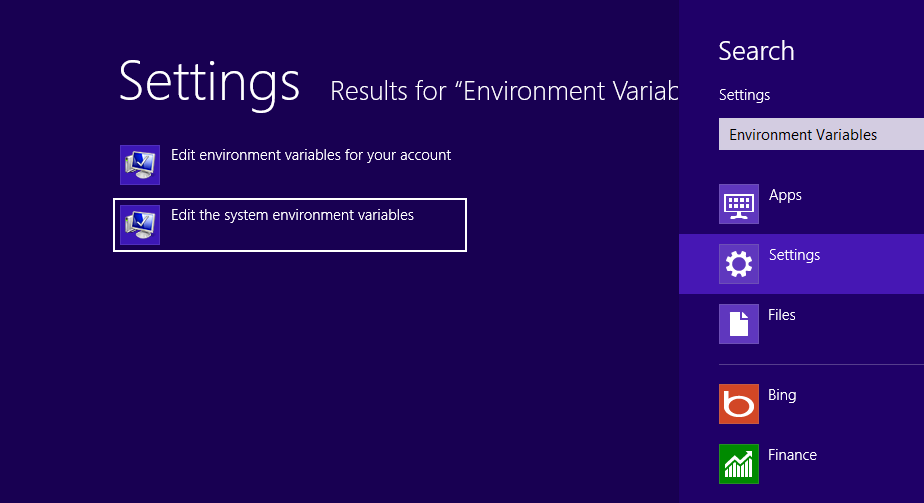 Settings
Results for “Environment Variab
Edit environment variables for your account
Edit the system environment variables
Search
Settings
Environment Variables
Apps
Settings
Files
Bing
Finance